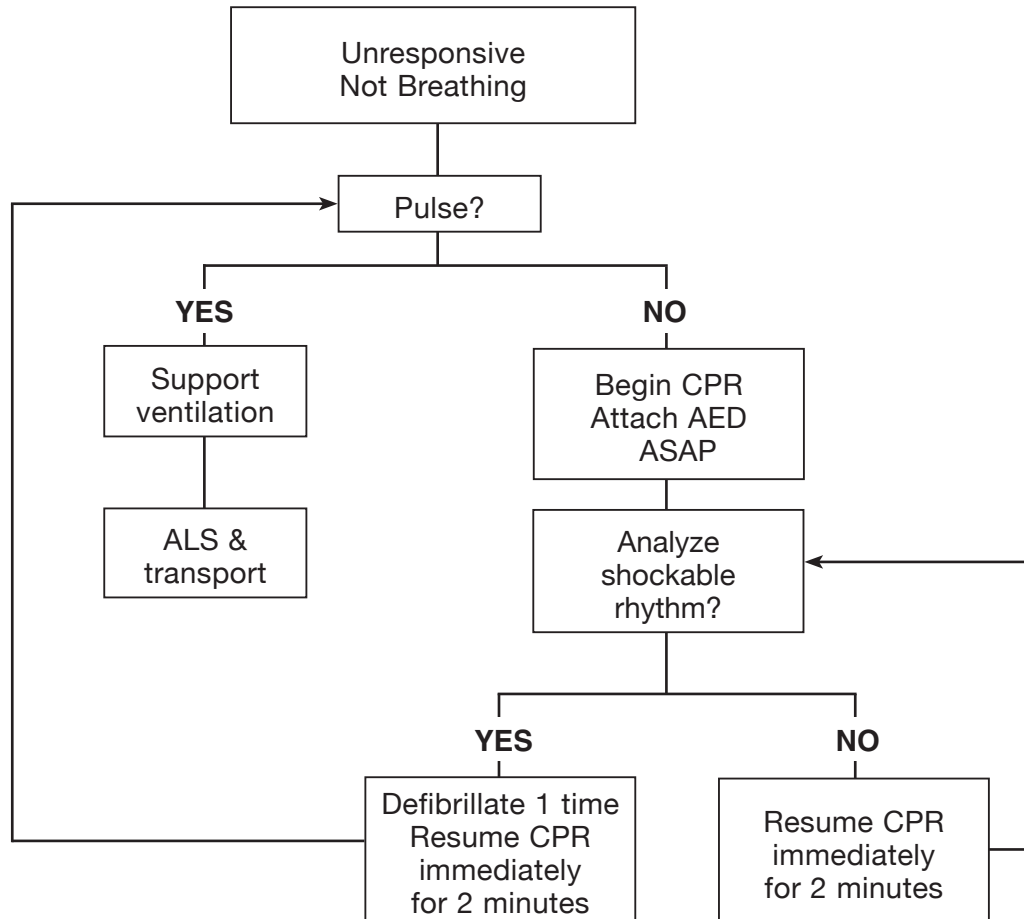 Unresponsive
Not Breathing
Pulse?
YES
NO
Support
ventilation
Begin CPR
Attach AED
ASAP
ALS &
transport
Analyze
shockable
rhythm?
YES
NO
Defibrillate 1 time
Resume CPR
immediately
for 2 minutes
Resume CPR
immediately
for 2 minutes